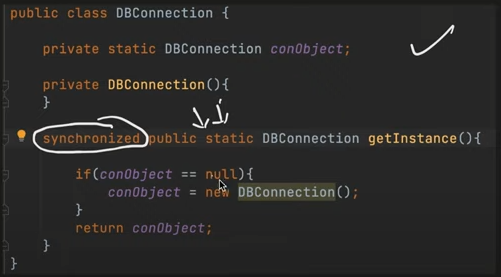 public class DBConnection {
private static DBConnection conObject;
private DBConnection(){
}
synchronized public static DBConnection getInstance(){
if(conObject == null){
conObject = new DBConnection();
}
return conObject;
}